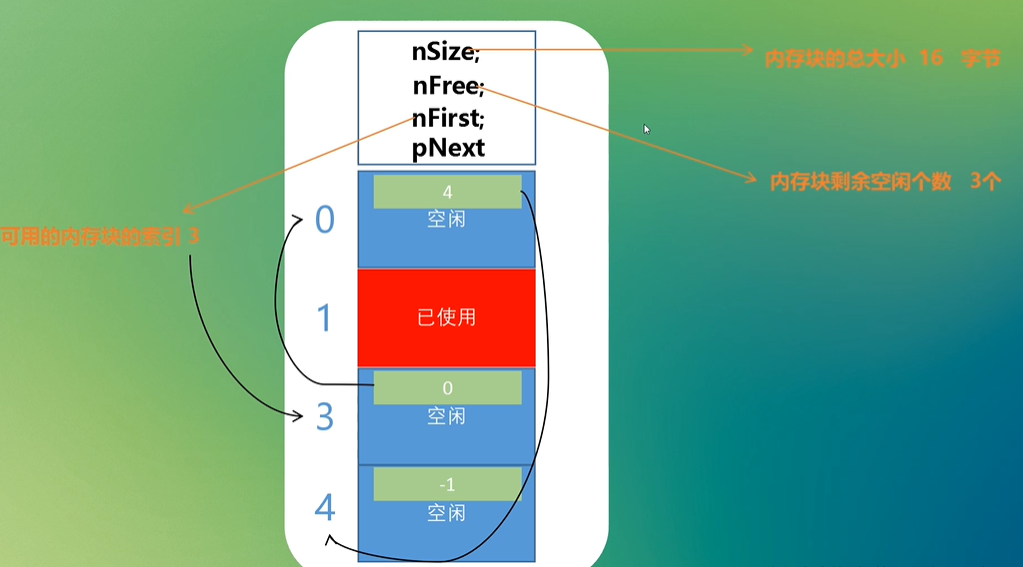 nSize;
内存块的总大小 16 字节
nFree;
nFirst;
pNext
内存块剩余空闲个数 3个
4
空闲
0
可用的内存块的索引 3
1
已使用
0
空闲
3
-1
空闲
4